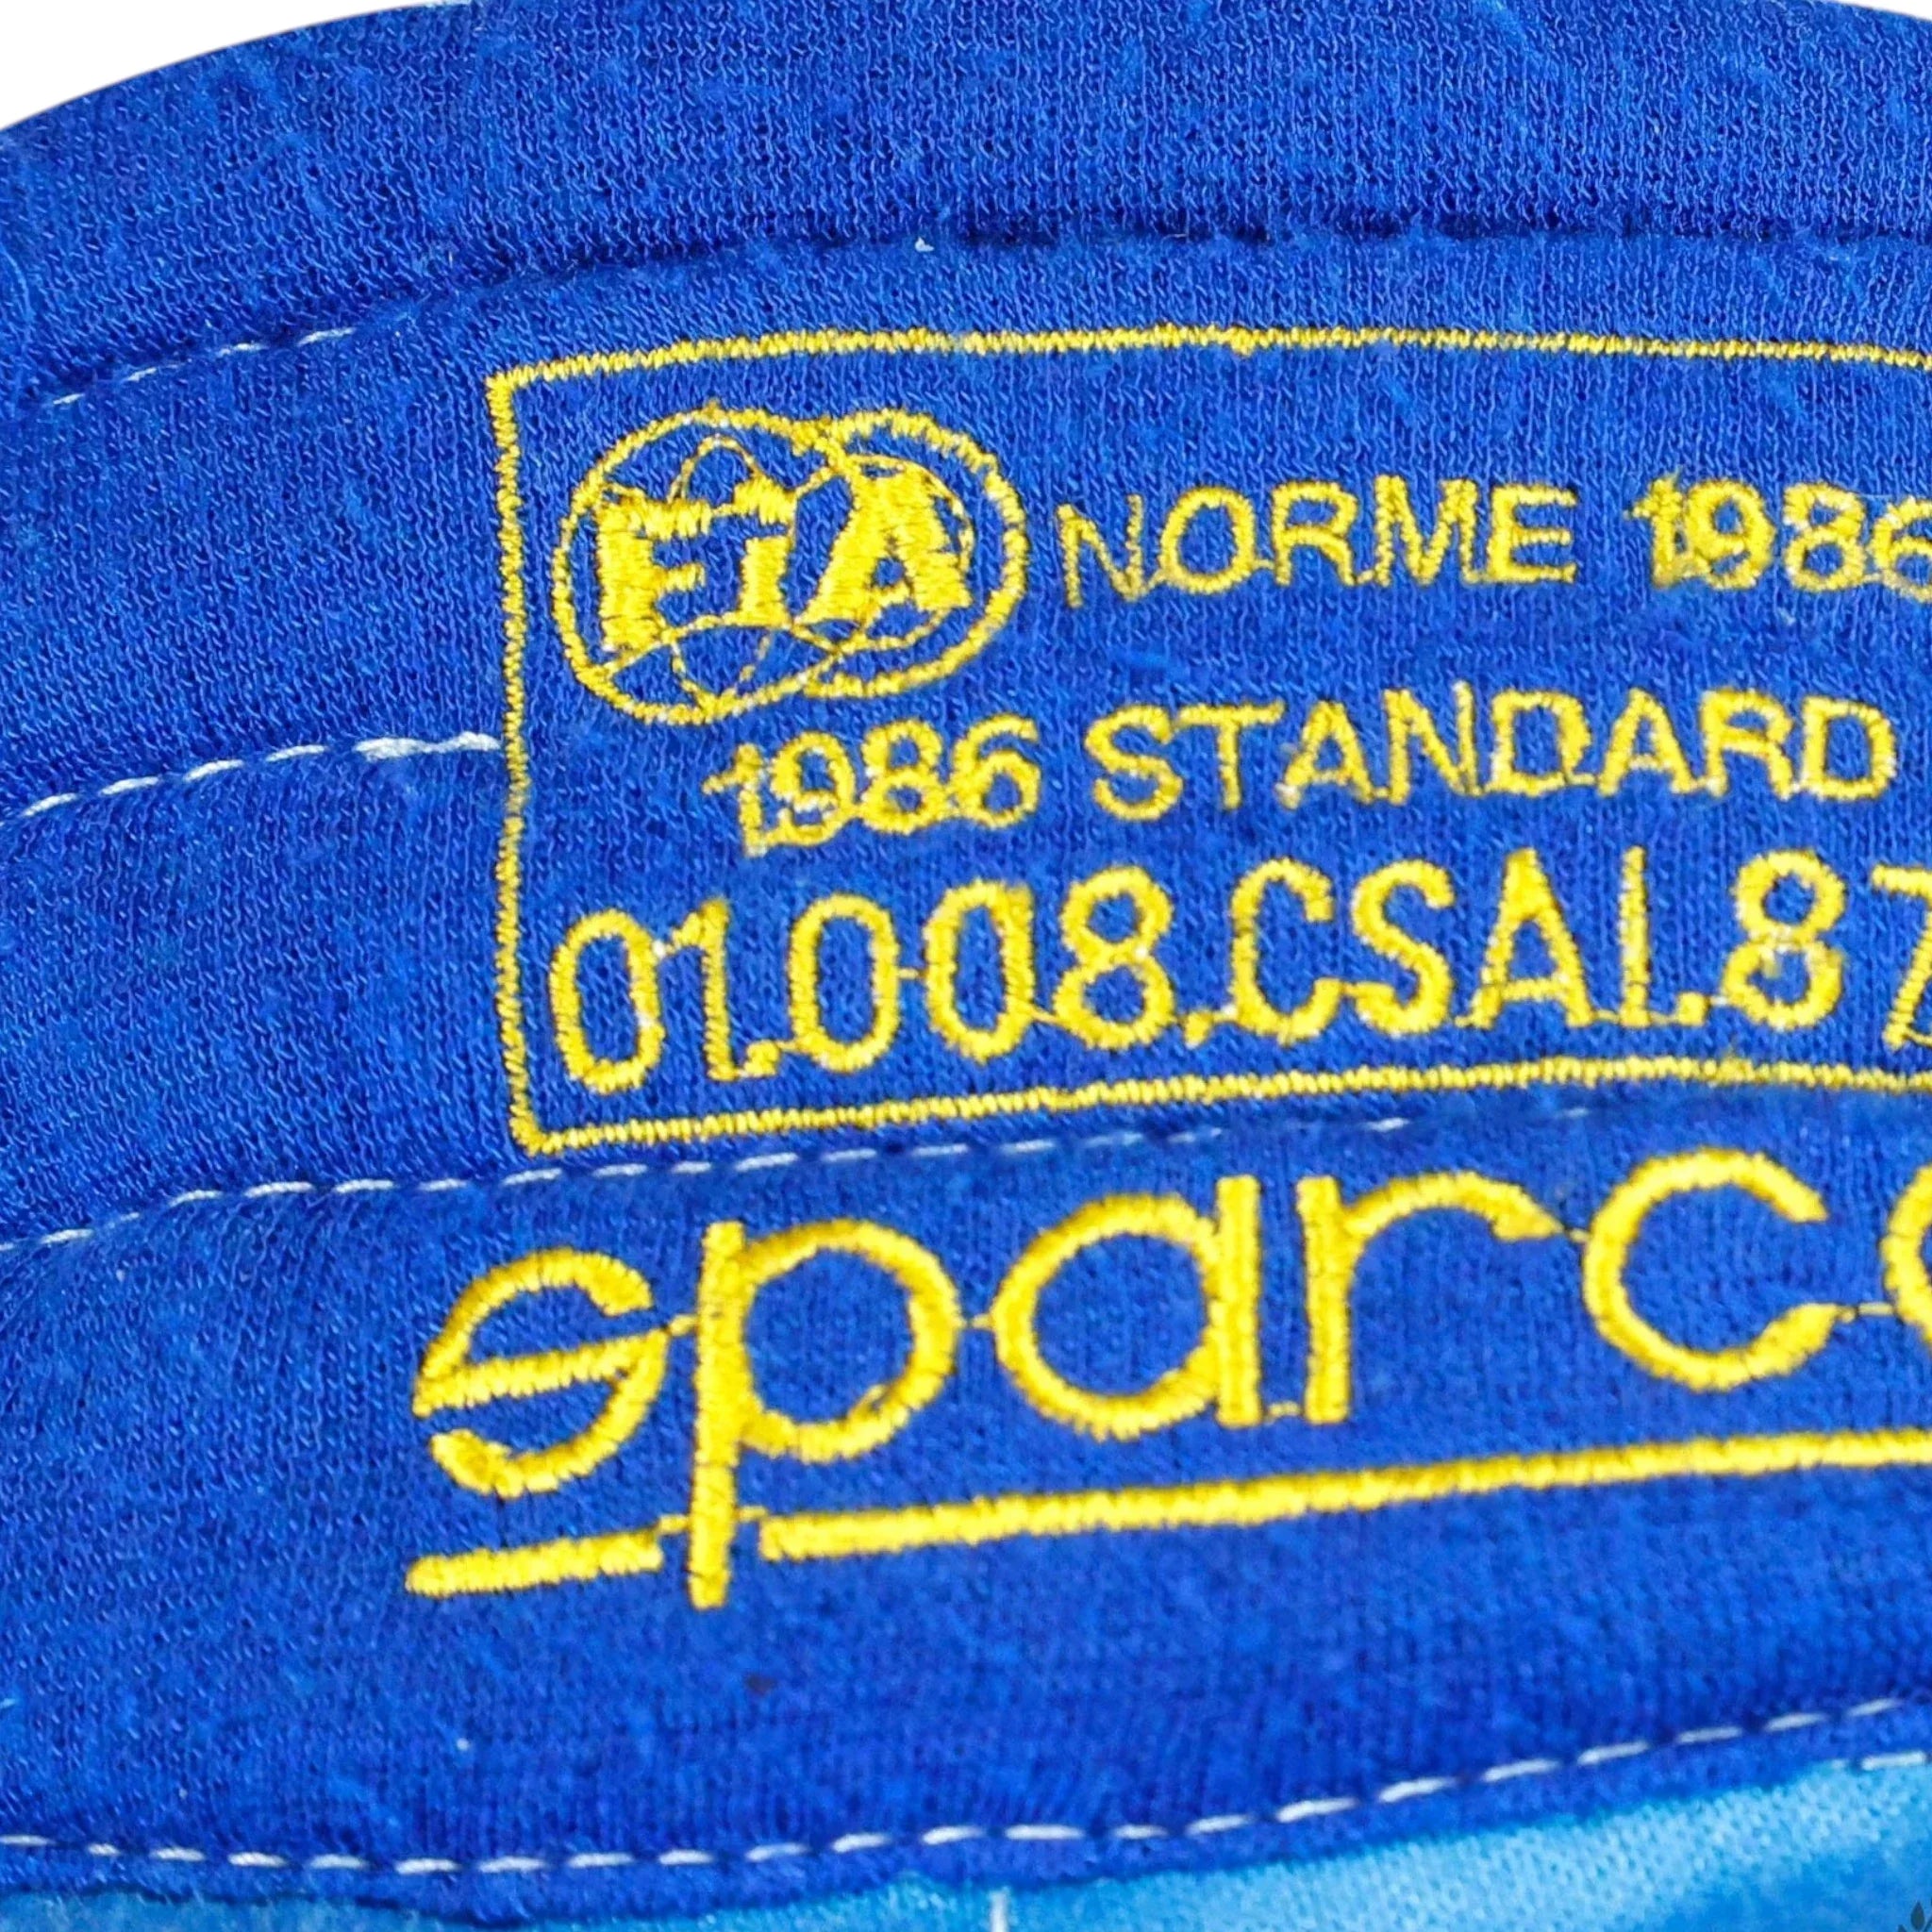 FIA NORME 1986
1986 STANDARD
01.008.CSAI.87
sparco